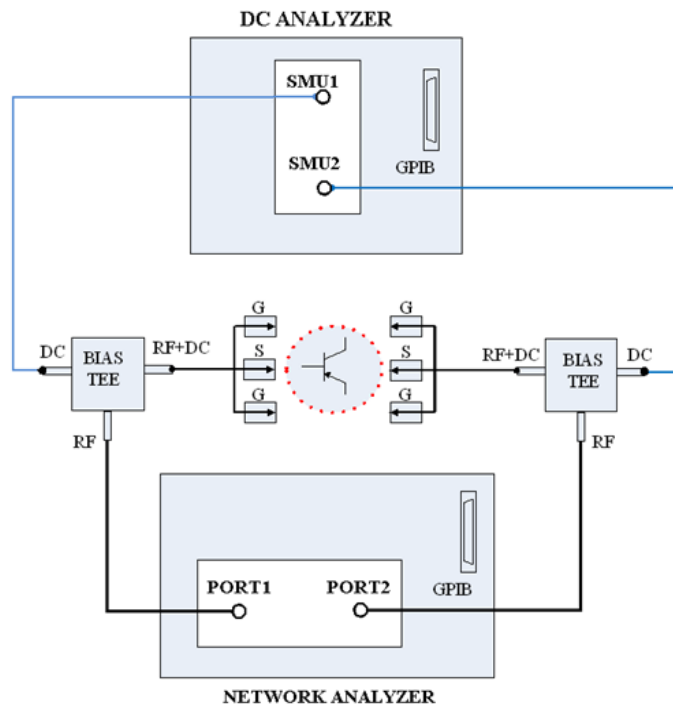 DC ANALYZER
SMU1
SMU2
GPIB
G
G
DC
BIAS
TEE
RF+DC
S
S
RF+DC
BIAS
TEE
DC
G
G
RF
RF
PORT1
PORT2
GPIB
NETWORK ANALYZER